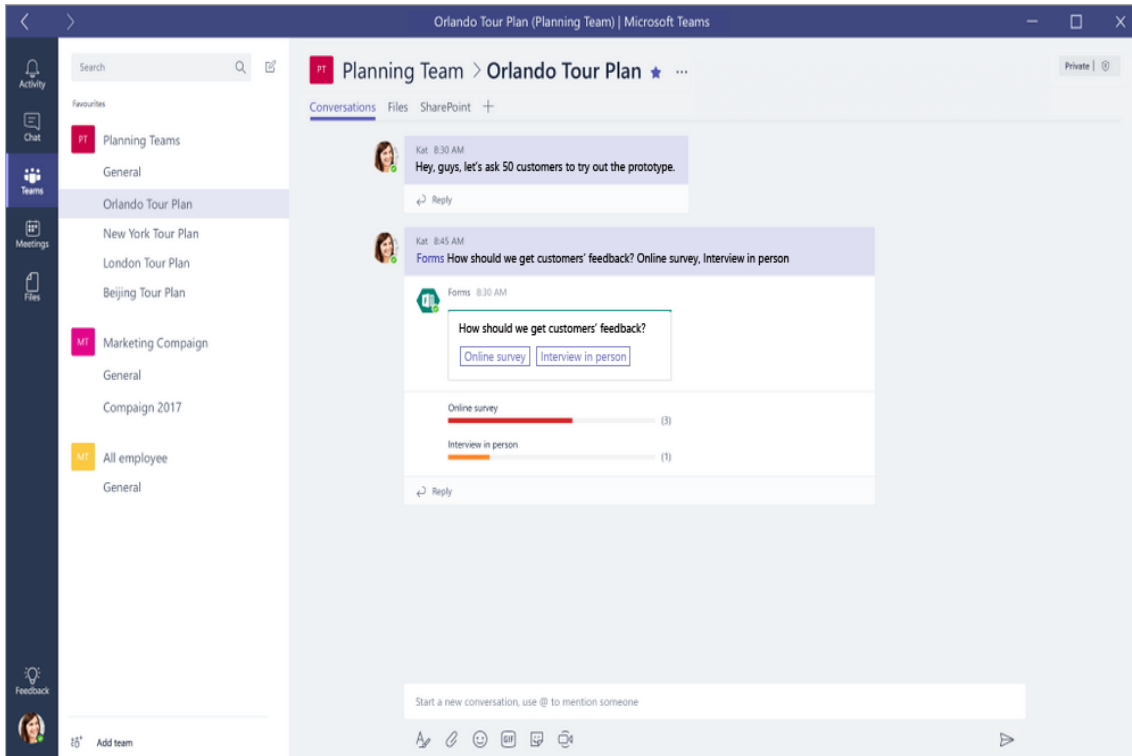 Orlando Tour Plan (Planning Team) | Microsoft Teams
Activity
Chat
Teams
Meetings
Files
Feedback
Search
Favourites
PT Planning Teams
General
Orlando Tour Plan
New York Tour Plan
London Tour Plan
Beijing Tour Plan
MT Marketing Compaign
General
Compaign 2017
MT All employee
General
Add team
PT Planning Team > Orlando Tour Plan ...
Private |
Conversations Files SharePoint +
Kat 8:30 AM
Hey, guys, let's ask 50 customers to try out the prototype.
Reply
Kat 8:45 AM
Forms How should we get customers' feedback? Online survey, Interview in person
Forms 8:30 AM
How should we get customers' feedback?
Online survey Interview in person
Online survey
(3)
Interview in person
(1)
Reply
Start a new conversation, use @ to mention someone
GIF